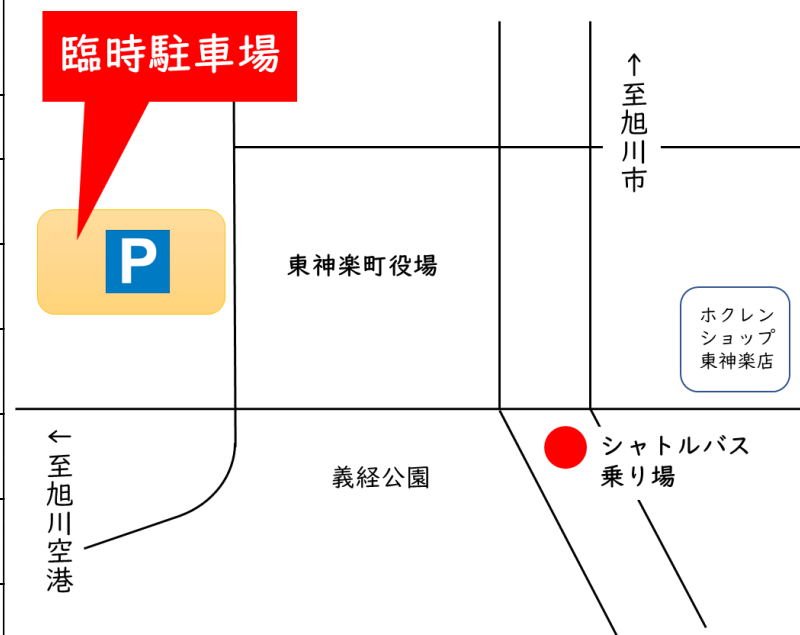 臨時駐車場
P
↑至旭川市
東神楽町役場
ホクレン
ショップ
東神楽店
←至旭川空港
義経公園
シャトルバス
乗り場